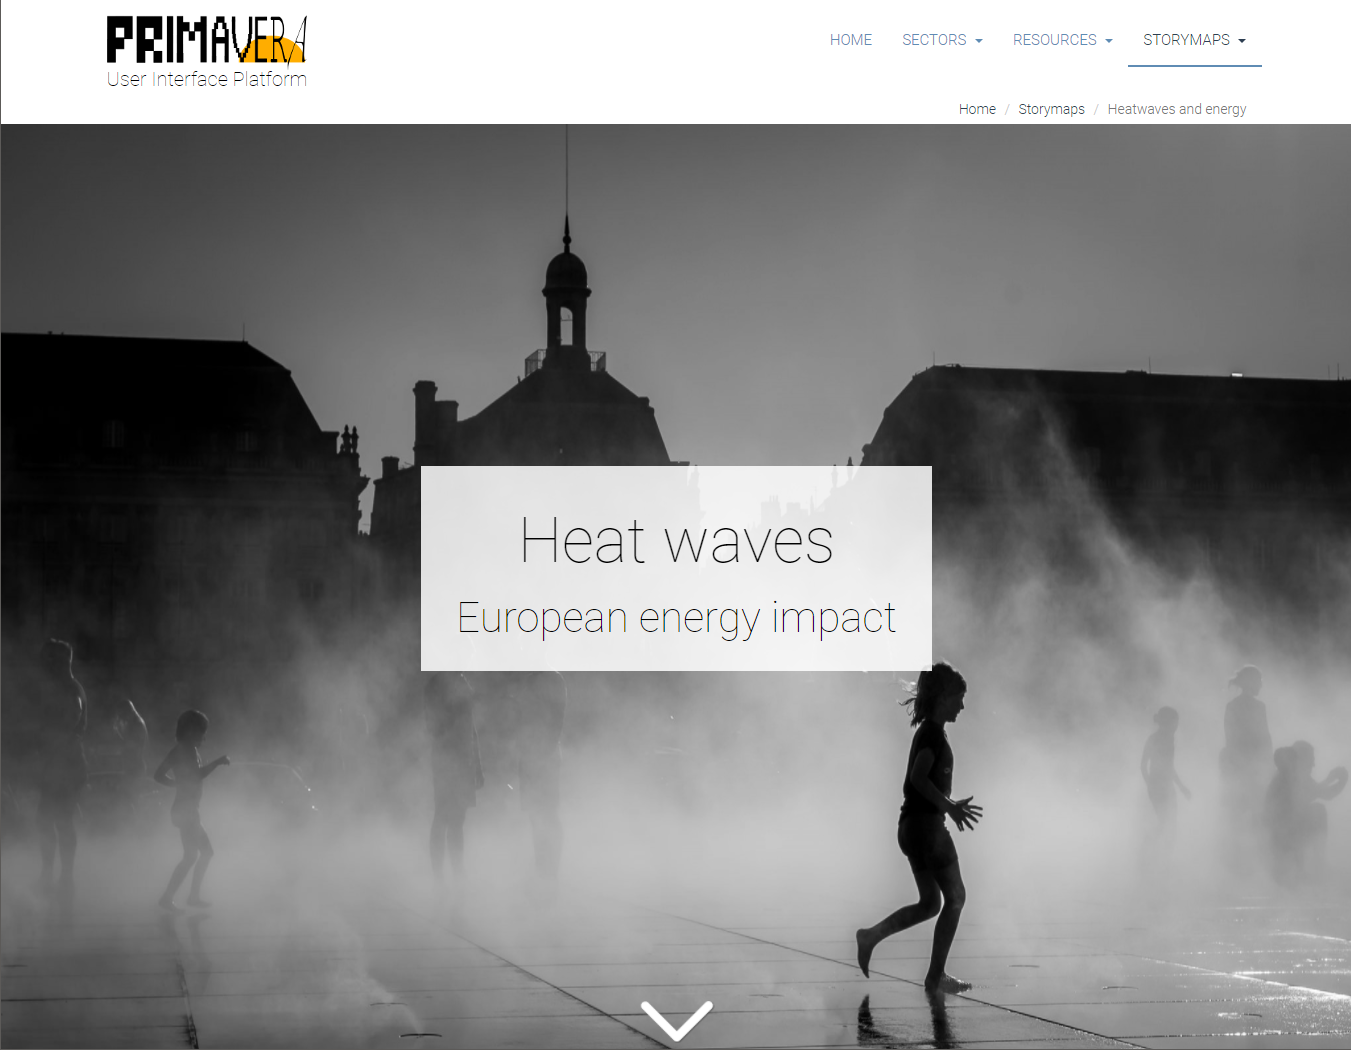 PRIMAVERA
User Interface Platform
HOME SECTORS RESOURCES STORYMAPS
Home / Storymaps / Heatwaves and energy
Heat waves
European energy impact